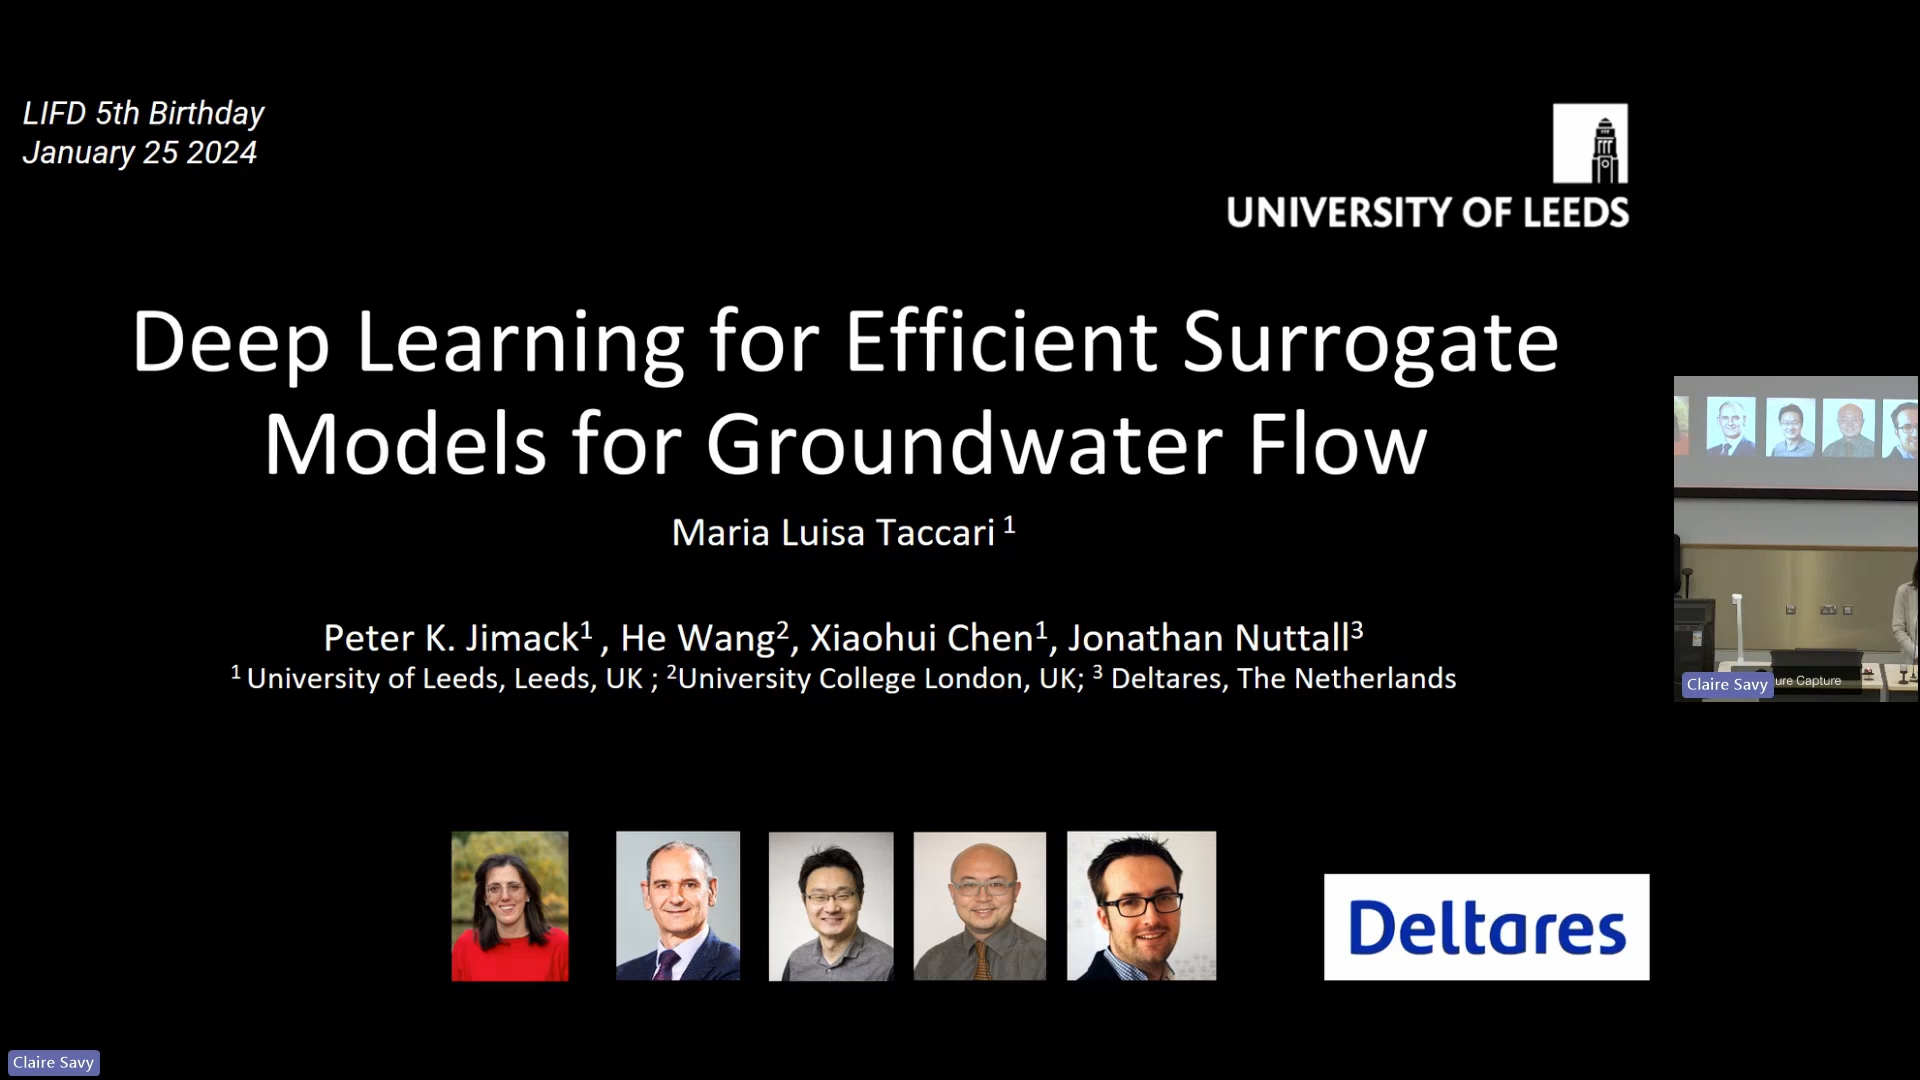 LIFD 5th Birthday
January 25 2024
UNIVERSITY OF LEEDS
Deep Learning for Efficient Surrogate
Models for Groundwater Flow
Maria Luisa Taccari 1
Peter K. Jimack1 , He Wang2, Xiaohui Chen1, Jonathan Nuttall3
1 University of Leeds, Leeds, UK ; 2University College London, UK; 3 Deltares, The Netherlands
Claire Savy
ure Capture
Deltares
Claire Savy